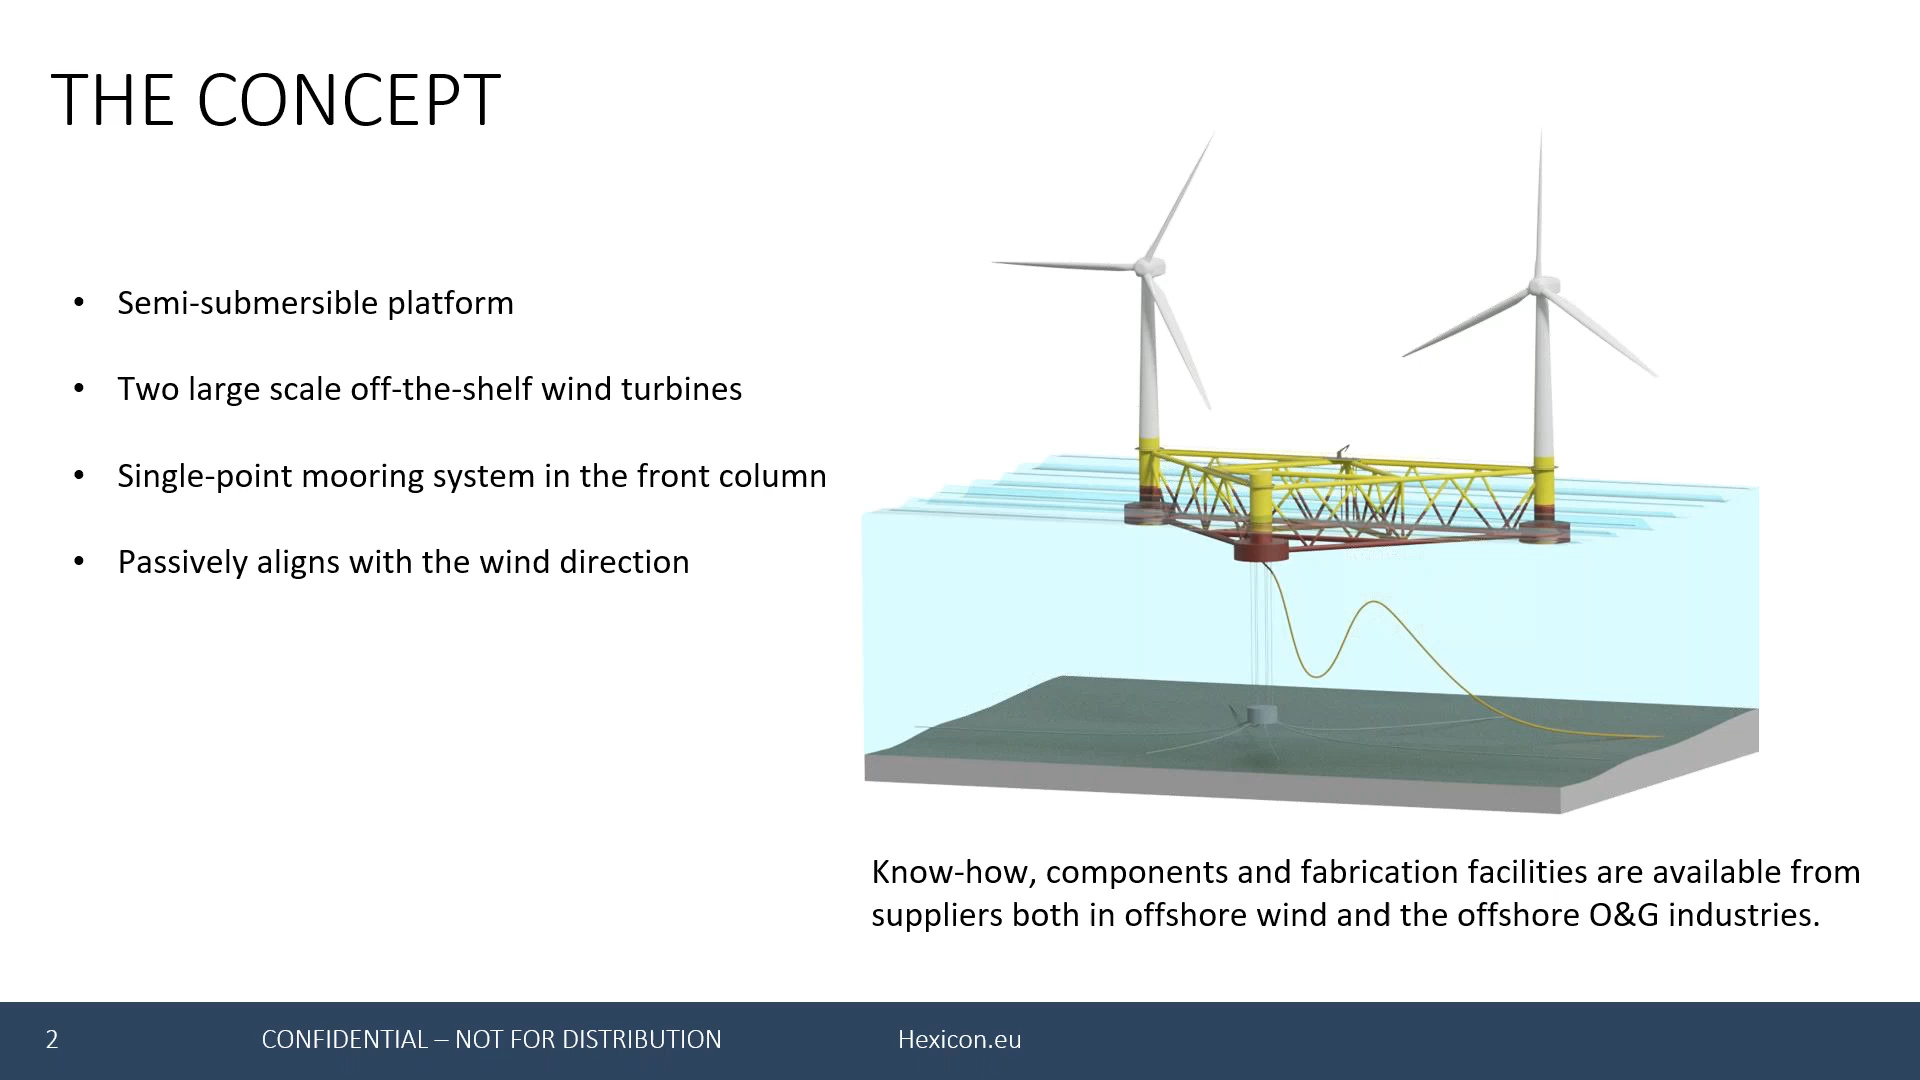 THE CONCEPT
• Semi-submersible platform
• Two large scale off-the-shelf wind turbines
• Single-point mooring system in the front column
• Passively aligns with the wind direction
Know-how, components and fabrication facilities are available from
suppliers both in offshore wind and the offshore O&G industries.
2 CONFIDENTIAL – NOT FOR DISTRIBUTION Hexicon.eu